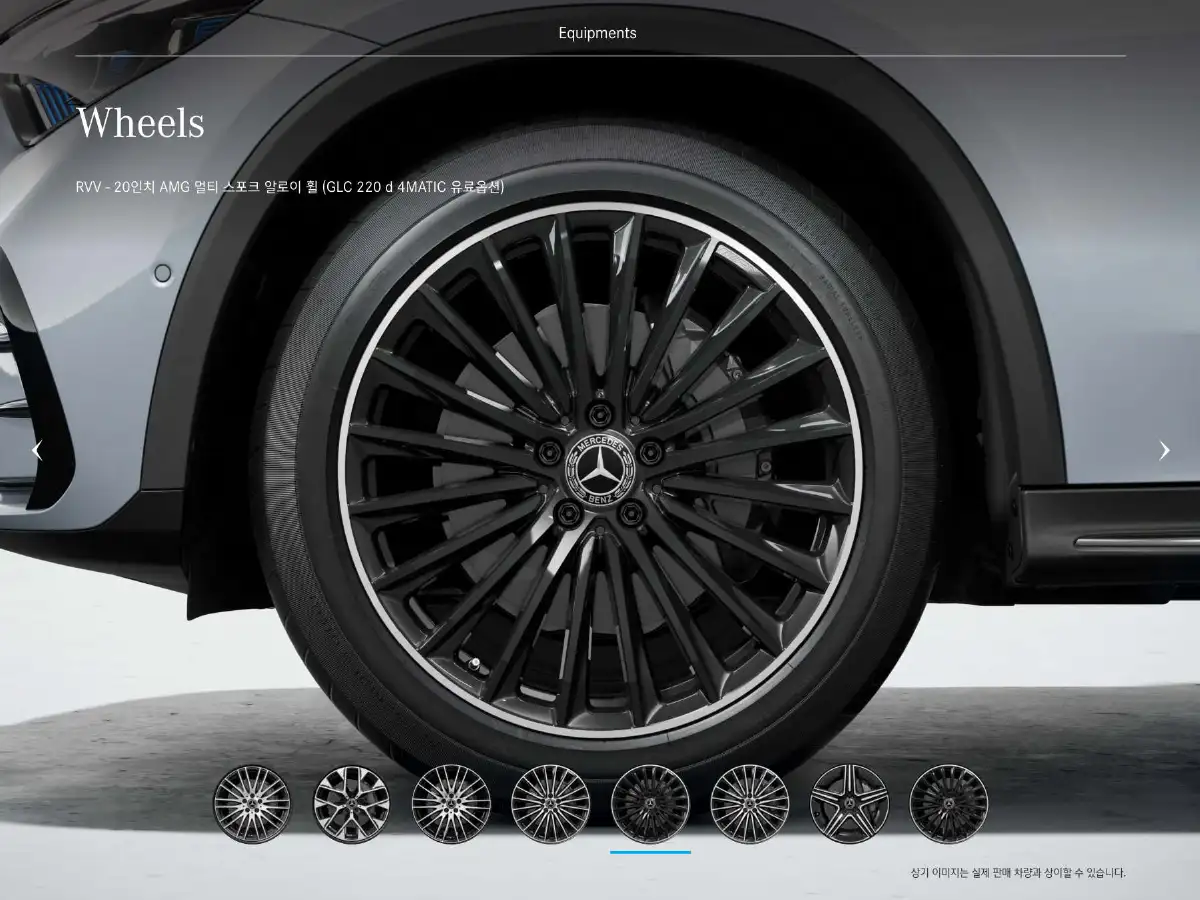 Equipments
Wheels
RVV - 20인치 AMG 멀티 스포크 알로이 휠 (GLC 220 d 4MATIC 유료옵션)
MERCEDES
BENZ
상기 이미지는 실제 판매 차량과 상이할 수 있습니다.